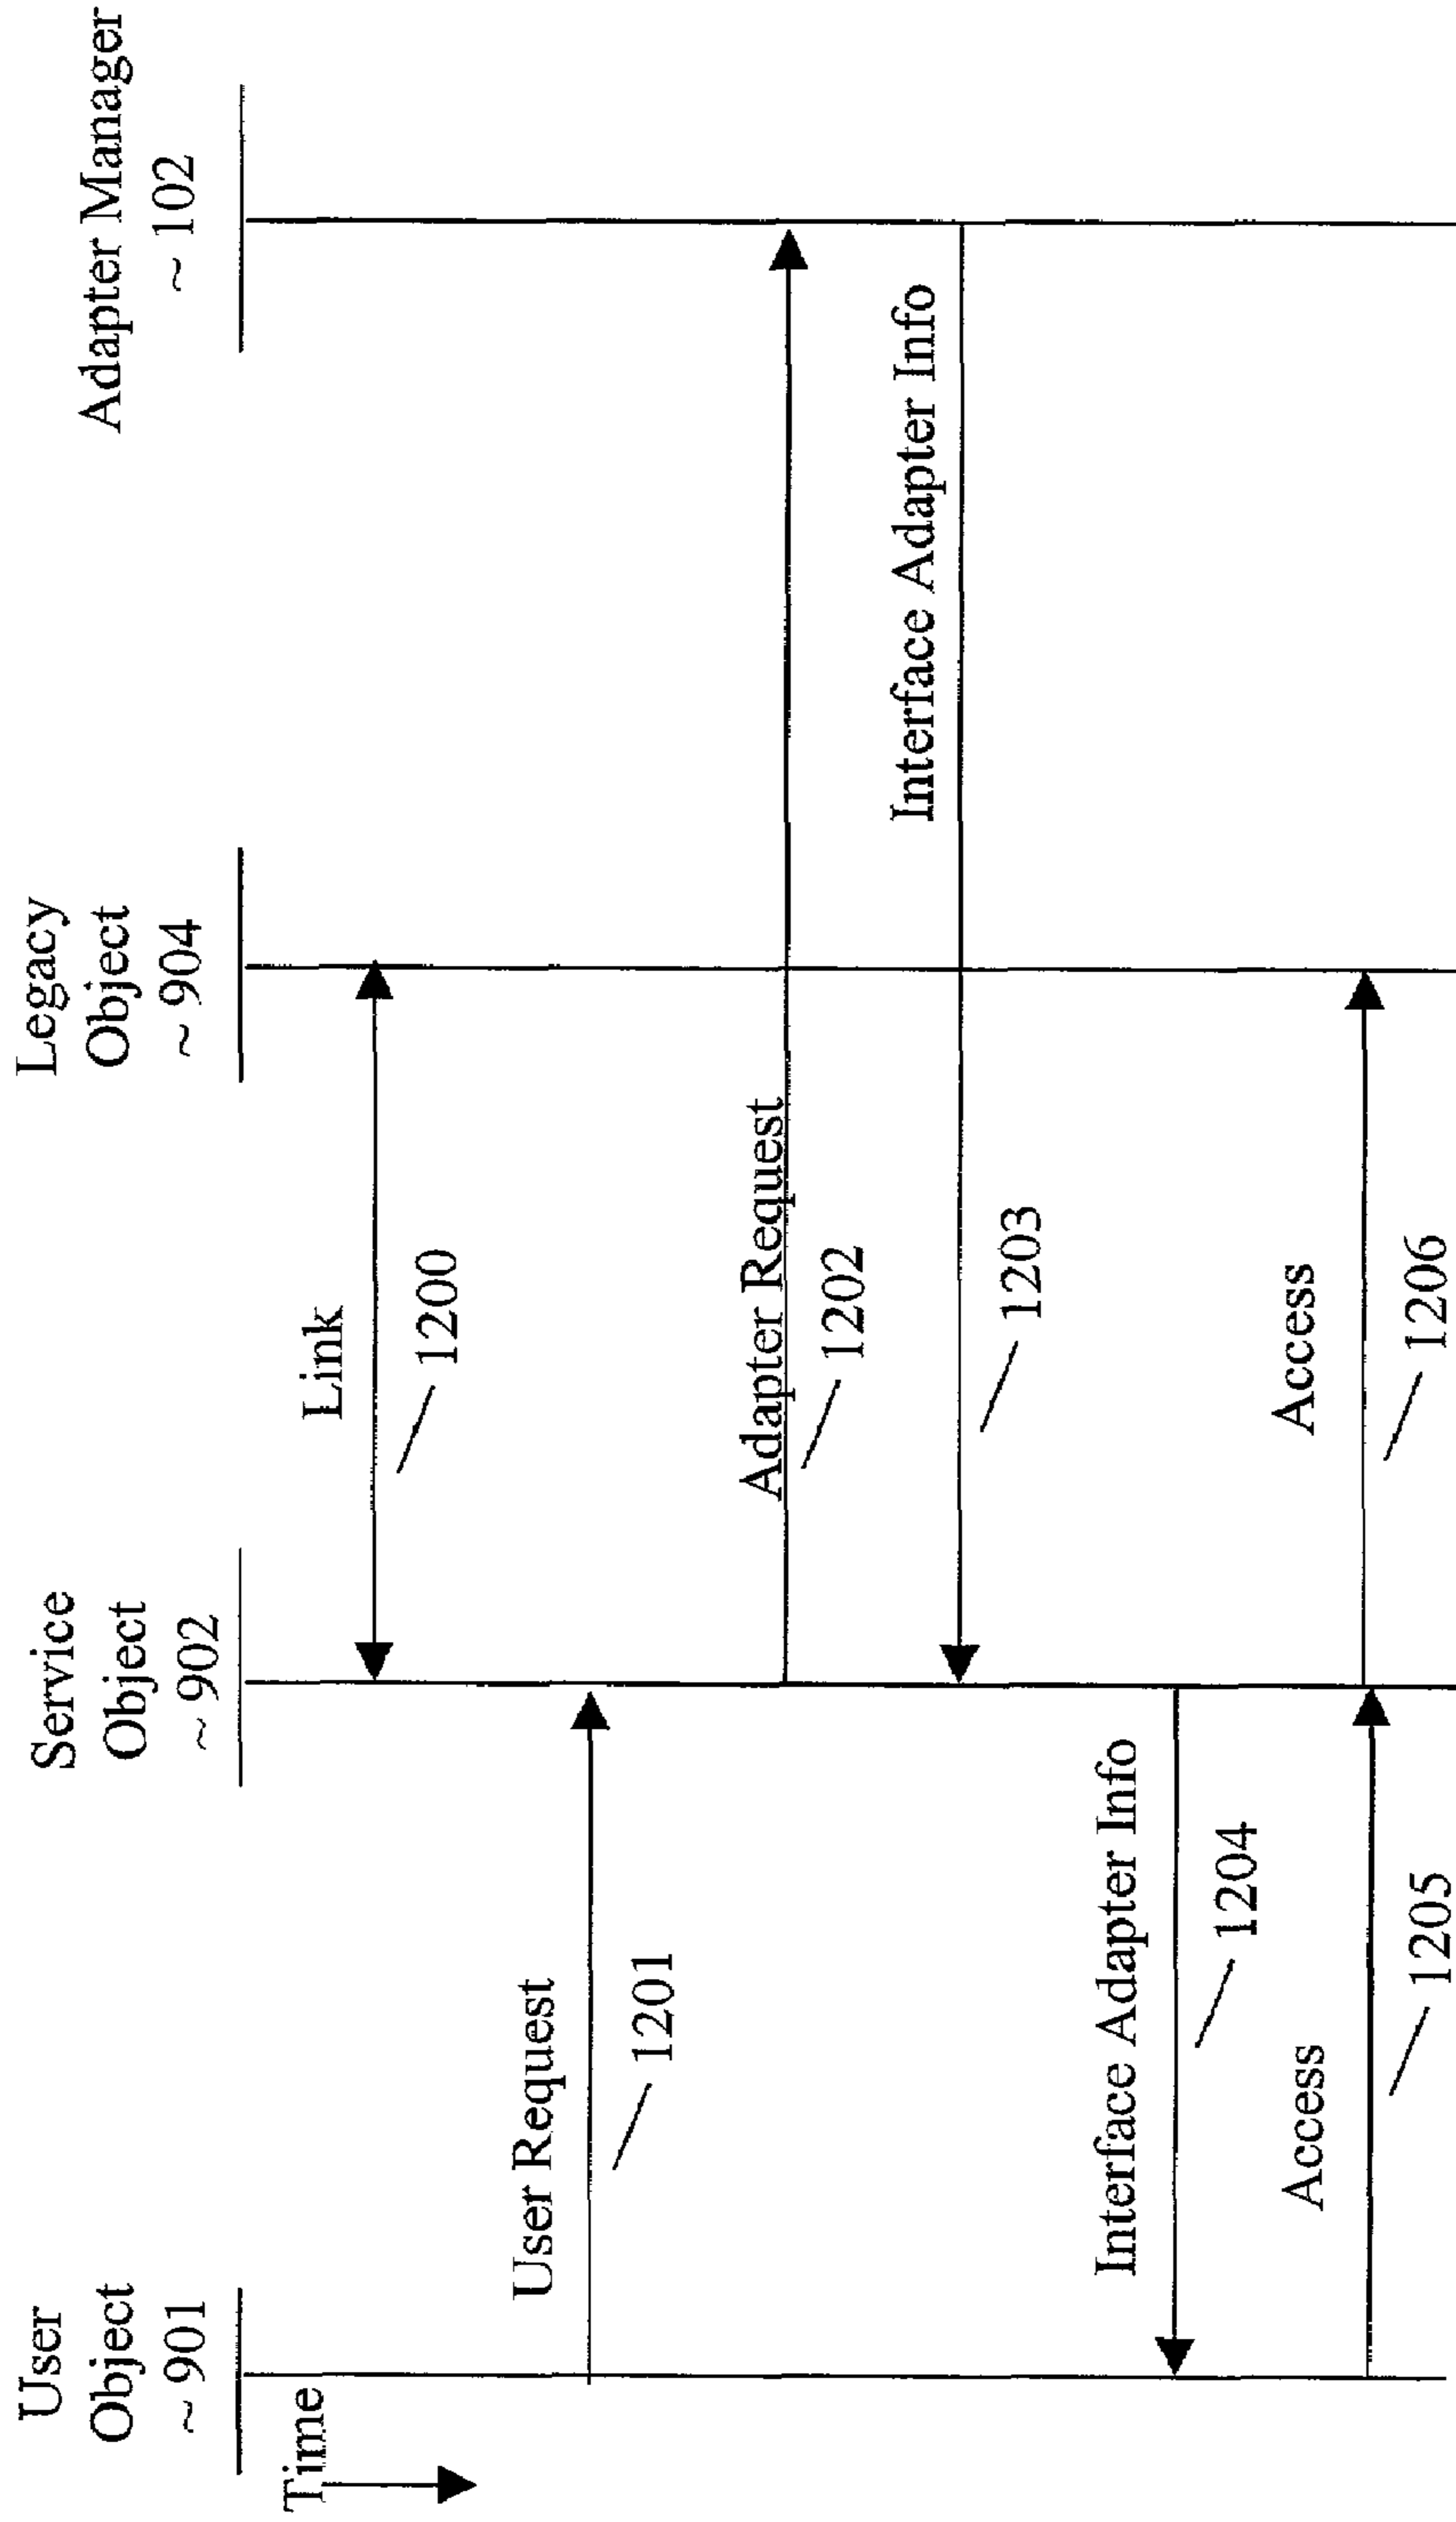 User
Object
~ 901
Service
Object
~ 902
Legacy
Object
~ 904
Adapter Manager
~ 102
Time
Link
1200
User Request
1201
Adapter Request
1202
Interface Adapter Info
1203
Interface Adapter Info
1204
Access
1205
Access
1206